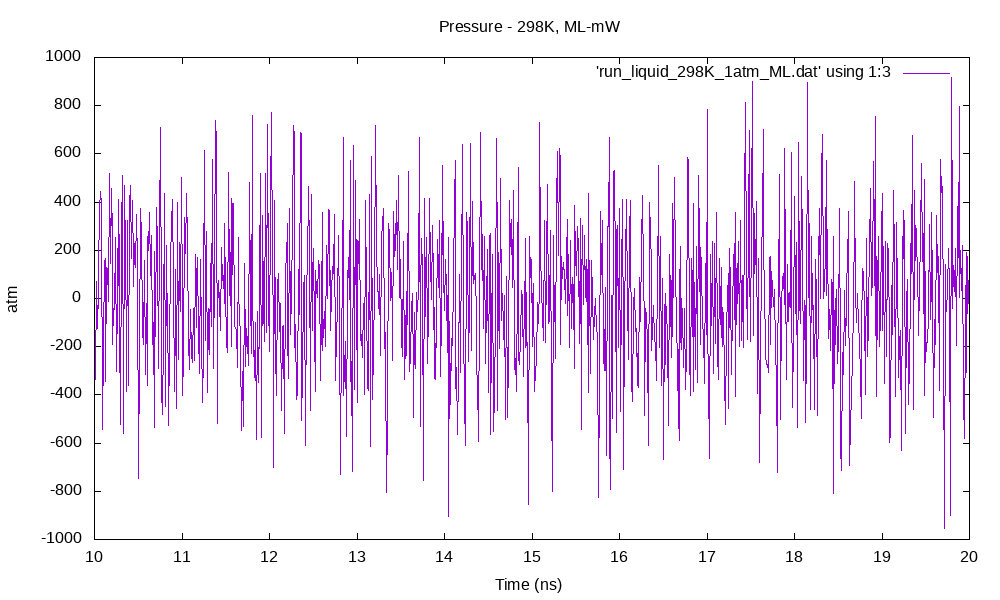 Pressure - 298K, ML-mW
'run_liquid_298K_1atm_ML.dat' using 1:3
1000
800
600
400
200
0
-200
-400
-600
-800
-1000
atm
10 11 12 13 14 15 16 17 18 19 20
Time (ns)